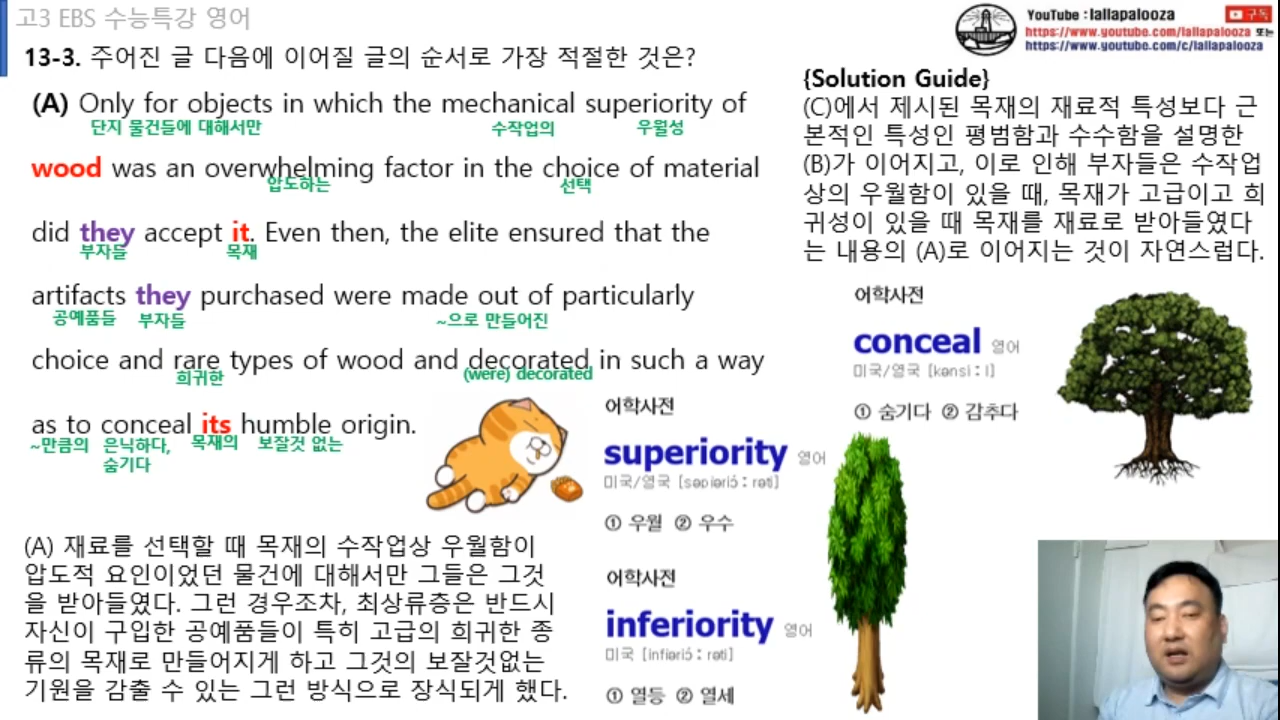 고3 EBS 수능특강 영어
YouTube : lallapalooza
구독
https://www.youtube.com/lallapalooza 또는
https://www.youtube.com/c/lallapalooza
13-3. 주어진 글 다음에 이어질 글의 순서로 가장 적절한 것은?
(A) Only for objects in which the mechanical superiority of
단지 물건들에 대해서만 수작업의 우월성
wood was an overwhelming factor in the choice of material
압도하는 선택
did they accept it. Even then, the elite ensured that the
부자들 목재
artifacts they purchased were made out of particularly
공예품들 부자들 ~으로 만들어진
choice and rare types of wood and decorated in such a way
희귀한 (were) decorated
as to conceal its humble origin.
~만큼의 은닉하다, 목재의 보잘것 없는
숨기다
(A) 재료를 선택할 때 목재의 수작업상 우월함이
압도적 요인이었던 물건에 대해서만 그들은 그것
을 받아들였다. 그런 경우조차, 최상류층은 반드시
자신이 구입한 공예품들이 특히 고급의 희귀한 종
류의 목재로 만들어지게 하고 그것의 보잘것없는
기원을 감출 수 있는 그런 방식으로 장식되게 했다.
{Solution Guide}
(C)에서 제시된 목재의 재료적 특성보다 근
본적인 특성인 평범함과 수수함을 설명한
(B)가 이어지고, 이로 인해 부자들은 수작업
상의 우월함이 있을 때, 목재가 고급이고 희
귀성이 있을 때 목재를 재료로 받아들였다
는 내용의 (A)로 이어지는 것이 자연스럽다.
어학사전
conceal 영어
미국/영국 [kənsiːl]
① 숨기다 ② 감추다
어학사전
superiority 영어
미국/영국 [səpiəriɔ́ːrəti]
① 우월 ② 우수
어학사전
inferiority 영어
미국 [infiəriɔ́ːrəti]
① 열등 ② 열세